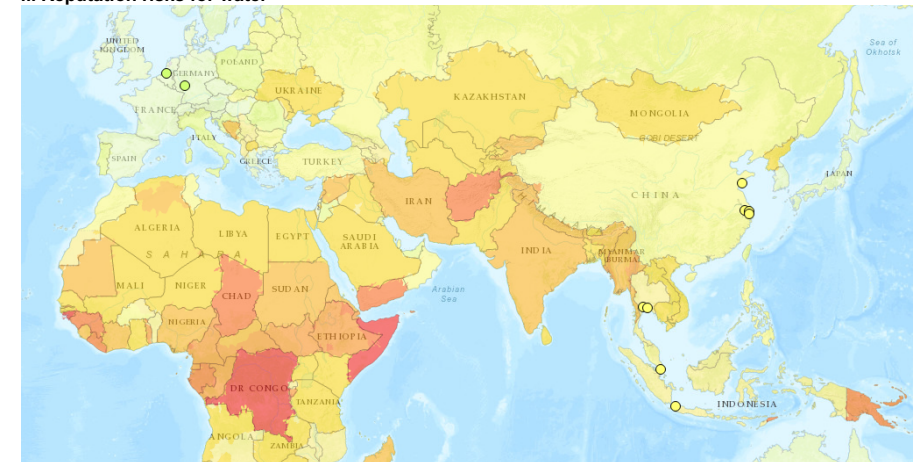 UNITED
KINGDOM
POLAND
GERMANY
UKRAINE
FRANCE
ITALY
SPAIN
GREECE
TURKEY
KAZAKHSTAN
MONGOLIA
GOBI DESERT
Sea of
Okhotsk
JAPAN
CHINA
IRAN
ALGERIA
LIBYA
EGYPT
SAUDI
ARABIA
SAHARA
INDIA
MYANMAR
(BURMA)
MALI
NIGER
CHAD
SUDAN
Arabian
Sea
NIGERIA
ETHIOPIA
DR CONGO
TANZANIA
INDONESIA
ANGOLA
ZAMBIA